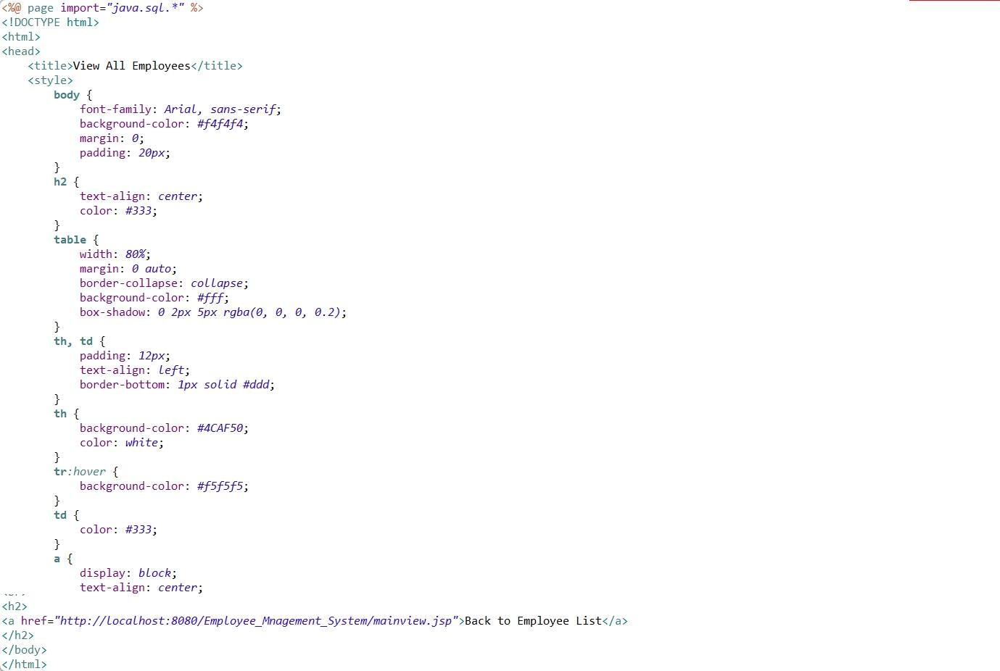 <%@ page import="java.sql.*" %>
<!DOCTYPE html>
<html>
<head>
    <title>View All Employees</title>
    <style>
        body {
            font-family: Arial, sans-serif;
            background-color: #f4f4f4;
            margin: 0;
            padding: 20px;
        }
        h2 {
            text-align: center;
            color: #333;
        }
        table {
            width: 80%;
            margin: 0 auto;
            border-collapse: collapse;
            background-color: #fff;
            box-shadow: 0 2px 5px rgba(0, 0, 0, 0.2);
        }
        th, td {
            padding: 12px;
            text-align: left;
            border-bottom: 1px solid #ddd;
        }
        th {
            background-color: #4CAF50;
            color: white;
        }
        tr:hover {
            background-color: #f5f5f5;
        }
        td {
            color: #333;
        }
        a {
            display: block;
            text-align: center;
<h2>
<a href="http://localhost:8080/Employee_Mnagement_System/mainview.jsp">Back to Employee List</a>
</h2>
</body>
</html>